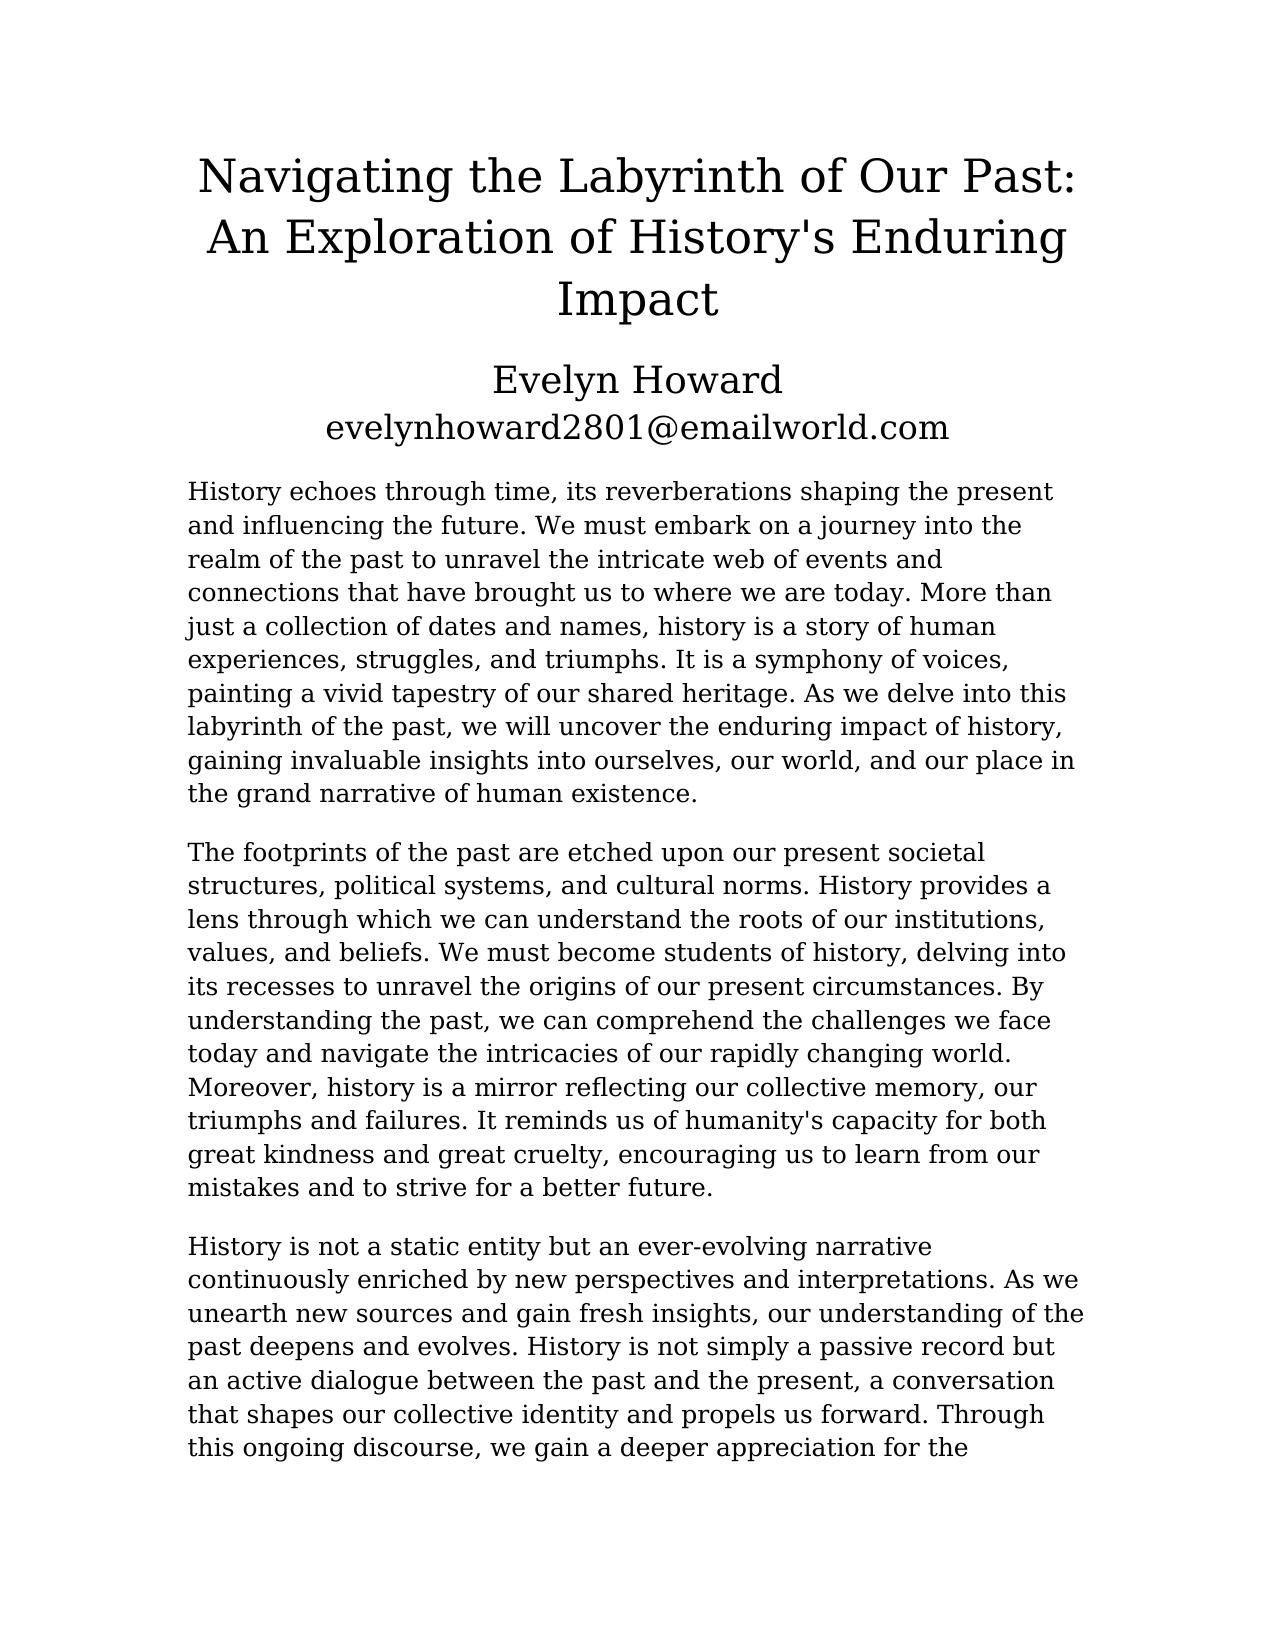 Navigating the Labyrinth of Our Past:
An Exploration of History's Enduring
Impact
Evelyn Howard
evelynhoward2801@emailworld.com
History echoes through time, its reverberations shaping the present
and influencing the future. We must embark on a journey into the
realm of the past to unravel the intricate web of events and
connections that have brought us to where we are today. More than
just a collection of dates and names, history is a story of human
experiences, struggles, and triumphs. It is a symphony of voices,
painting a vivid tapestry of our shared heritage. As we delve into this
labyrinth of the past, we will uncover the enduring impact of history,
gaining invaluable insights into ourselves, our world, and our place in
the grand narrative of human existence.
The footprints of the past are etched upon our present societal
structures, political systems, and cultural norms. History provides a
lens through which we can understand the roots of our institutions,
values, and beliefs. We must become students of history, delving into
its recesses to unravel the origins of our present circumstances. By
understanding the past, we can comprehend the challenges we face
today and navigate the intricacies of our rapidly changing world.
Moreover, history is a mirror reflecting our collective memory, our
triumphs and failures. It reminds us of humanity's capacity for both
great kindness and great cruelty, encouraging us to learn from our
mistakes and to strive for a better future.
History is not a static entity but an ever-evolving narrative
continuously enriched by new perspectives and interpretations. As we
unearth new sources and gain fresh insights, our understanding of the
past deepens and evolves. History is not simply a passive record but
an active dialogue between the past and the present, a conversation
that shapes our collective identity and propels us forward. Through
this ongoing discourse, we gain a deeper appreciation for the